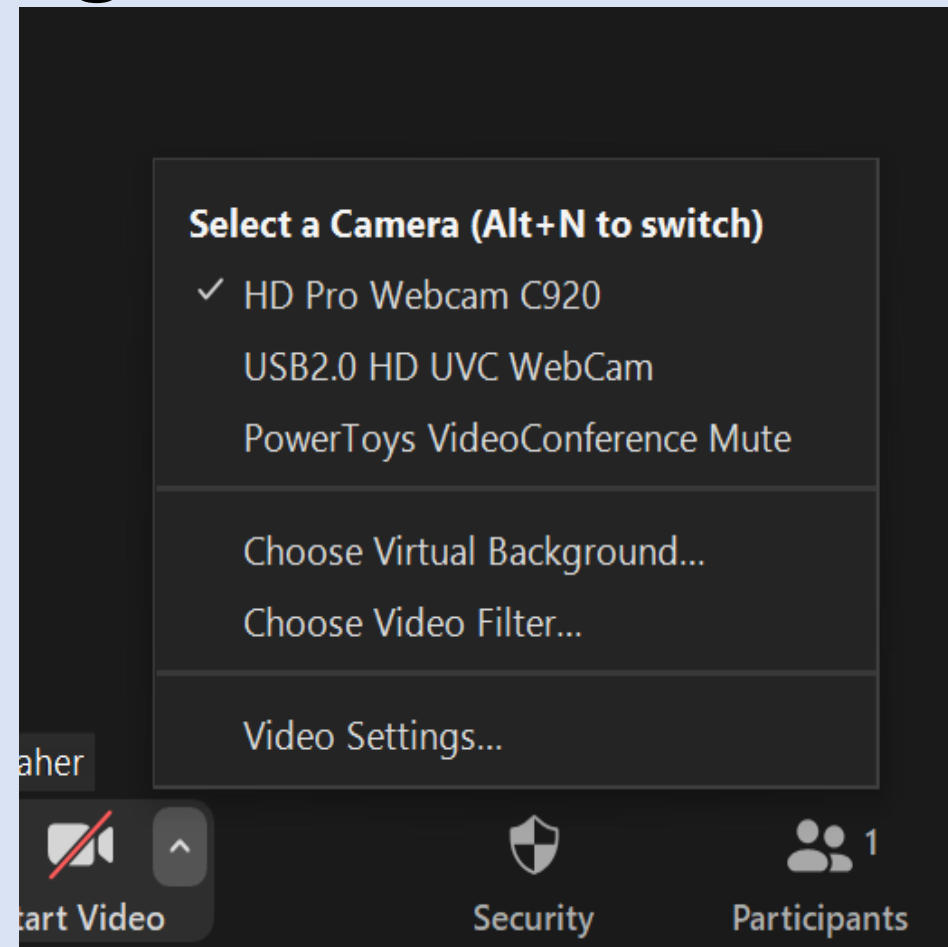 Select a Camera (Alt+N to switch)
HD Pro Webcam C920
USB2.0 HD UVC WebCam
PowerToys VideoConference Mute
Choose Virtual Background...
Choose Video Filter...
Video Settings...
aher
1
tart Video
Security
Participants